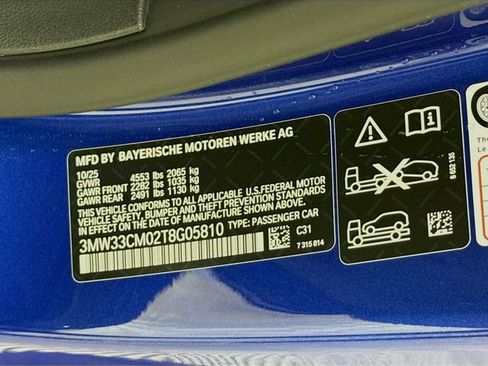 MFD BY BAYERISCHE MOTOREN WERKE AG
10/25
GVWR 4553 lbs 2065 kg
GAWR FRONT 2282 lbs 1035 kg
GAWR REAR 2491 lbs 1130 kg
THIS VEHICLE CONFORMS TO ALL APPLICABLE U.S. FEDERAL MOTOR
VEHICLE SAFETY, BUMPER, AND THEFT PREVENTION STANDARDS
IN EFFECT ON THE DATE OF MANUFACTURE SHOWN ABOVE.
3MW33CM02T8G05810 TYPE: PASSENGER CAR
C31
7 315 814
8 652 135
The
Le